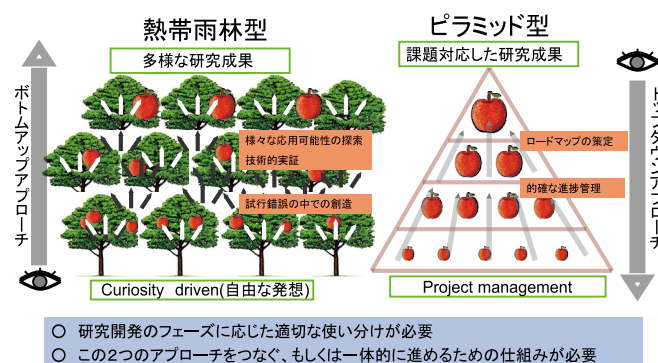 熱帯雨林型
多様な研究成果
ボトムアップアプローチ
様々な応用可能性の探索
技術的実証
試行錯誤の中での創造
Curiosity driven(自由な発想)
ピラミッド型
課題対応した研究成果
ロードマップの策定
的確な進捗管理
Project management
トップダウンアプローチ
○ 研究開発のフェーズに応じた適切な使い分けが必要
○ この２つのアプローチをつなぐ、もしくは一体的に進めるための仕組みが必要